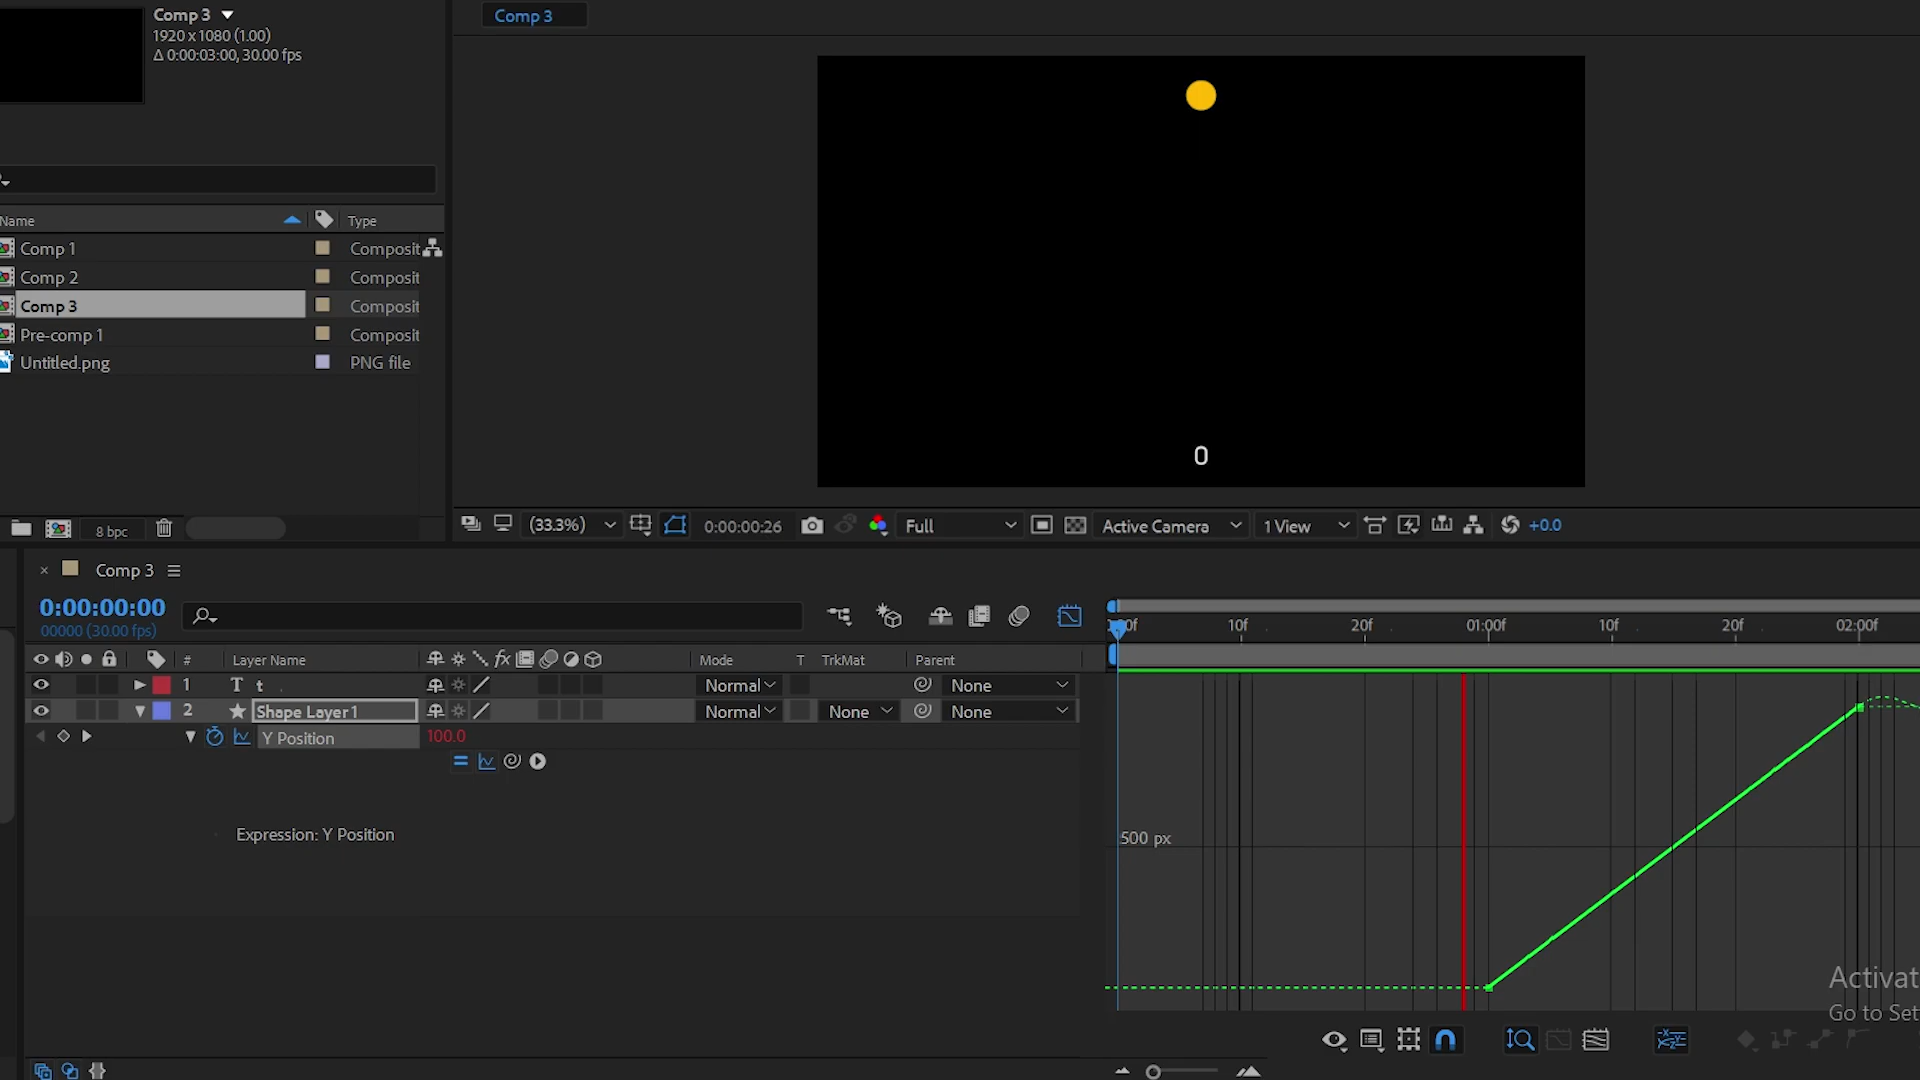 Comp 3
1920 x 1080 (1.00)
Δ 0:00:03:00, 30.00 fps
Comp 3
0
Name Type
Comp 1 Composit
Comp 2 Composit
Comp 3 Composit
Pre-comp 1 Composit
Untitled.png PNG file
8 bpc
(33.3%) 0:00:00:26 Full Active Camera 1 View +0.0
Comp 3
0:00:00:00
00000 (30.00 fps)
10f 20f 01:00f 10f 20f 02:00f
# Layer Name fx Mode T TrkMat Parent
1 T t Normal None
2 Shape Layer 1 Normal None None
Y Position 100.0
Expression: Y Position
500 px
Activat
Go to Set